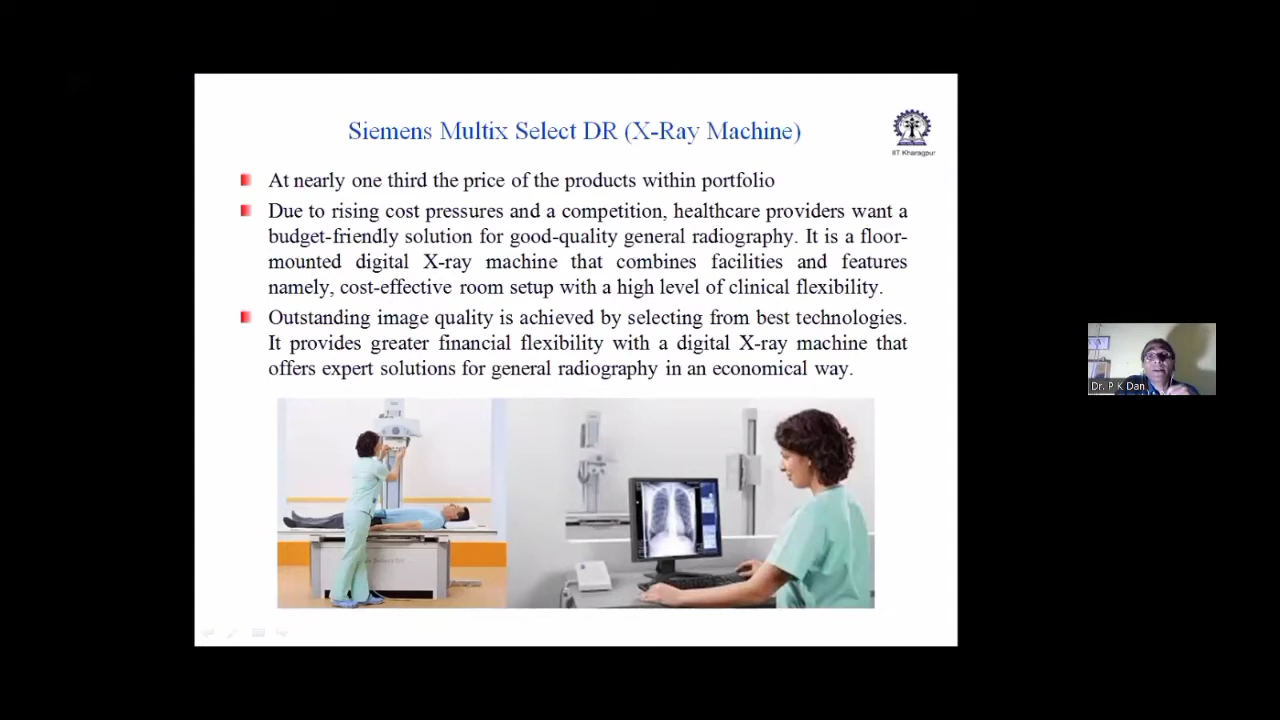 Siemens Multix Select DR (X-Ray Machine)
IIT Kharagpur
At nearly one third the price of the products within portfolio
Due to rising cost pressures and a competition, healthcare providers want a
budget-friendly solution for good-quality general radiography. It is a floor-
mounted digital X-ray machine that combines facilities and features
namely, cost-effective room setup with a high level of clinical flexibility.
Outstanding image quality is achieved by selecting from best technologies.
It provides greater financial flexibility with a digital X-ray machine that
offers expert solutions for general radiography in an economical way.
Dr. P K Dan